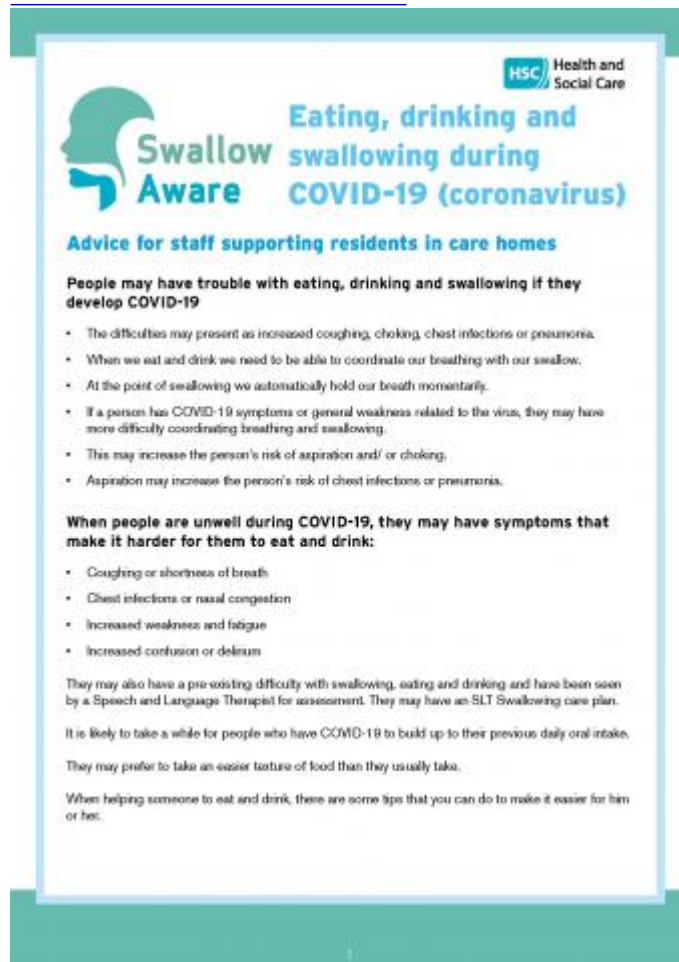 HSC Health and
Social Care
Swallow
Aware
Eating, drinking and
swallowing during
COVID-19 (coronavirus)
Advice for staff supporting residents in care homes
People may have trouble with eating, drinking and swallowing if they
develop COVID-19
• The difficulties may present as increased coughing, choking, chest infections or pneumonia.
• When we eat and drink we need to be able to coordinate our breathing with our swallow.
• At the point of swallowing we automatically hold our breath momentarily.
• If a person has COVID-19 symptoms or general weakness related to the virus, they may have
more difficulty coordinating breathing and swallowing.
• This may increase the person's risk of aspiration and/ or choking.
• Aspiration may increase the person's risk of chest infections or pneumonia.
When people are unwell during COVID-19, they may have symptoms that
make it harder for them to eat and drink:
• Coughing or shortness of breath
• Chest infections or nasal congestion
• Increased weakness and fatigue
• Increased confusion or delirium
They may also have a pre-existing difficulty with swallowing, eating and drinking and have been seen
by a Speech and Language Therapist for assessment. They may have an SLT Swallowing care plan.
It is likely to take a while for people who have COVID-19 to build up to their previous daily oral intake.
They may prefer to take an easier texture of food than they usually take.
When helping someone to eat and drink, there are some tips that you can do to make it easier for him
or her.
1